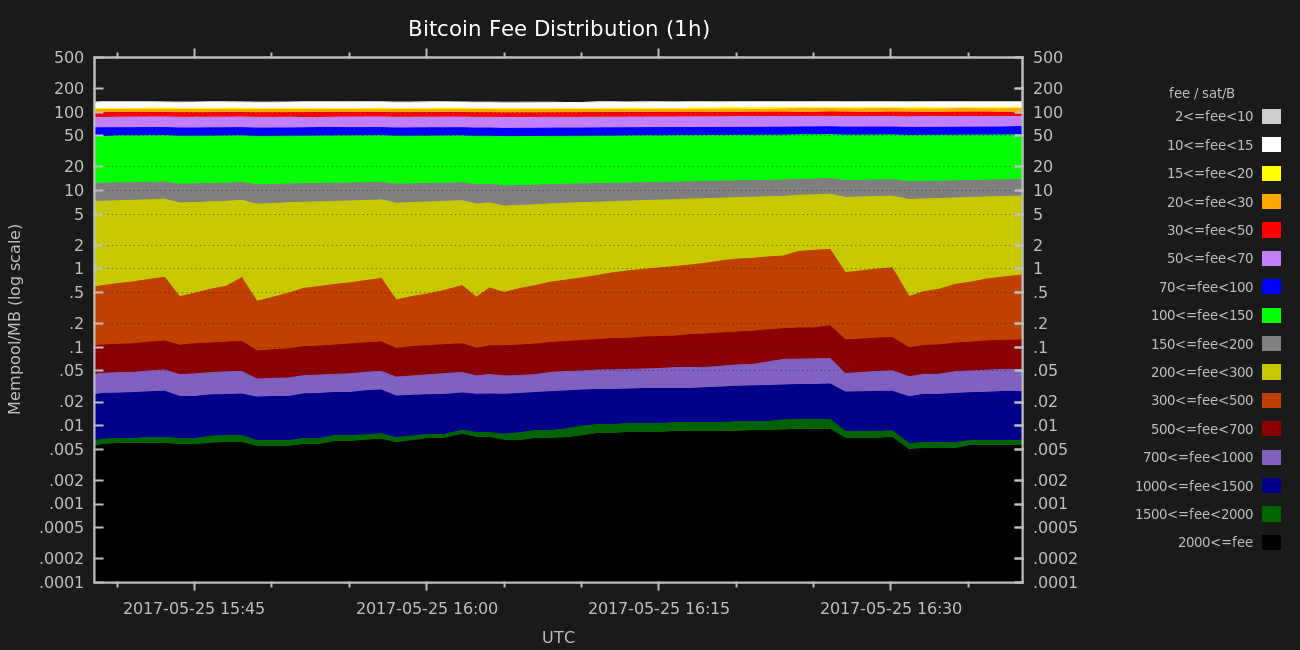 Bitcoin Fee Distribution (1h)
500 500
200 200
100 100
50 50
20 20
10 10
5 5
2 2
1 1
.5 .5
.2 .2
.1 .1
.05 .05
.02 .02
.01 .01
.005 .005
.002 .002
.001 .001
.0005 .0005
.0002 .0002
.0001 .0001
Mempool/MB (log scale)
2017-05-25 15:45 2017-05-25 16:00 2017-05-25 16:15 2017-05-25 16:30
UTC
fee / sat/B
2<=fee<10
10<=fee<15
15<=fee<20
20<=fee<30
30<=fee<50
50<=fee<70
70<=fee<100
100<=fee<150
150<=fee<200
200<=fee<300
300<=fee<500
500<=fee<700
700<=fee<1000
1000<=fee<1500
1500<=fee<2000
2000<=fee